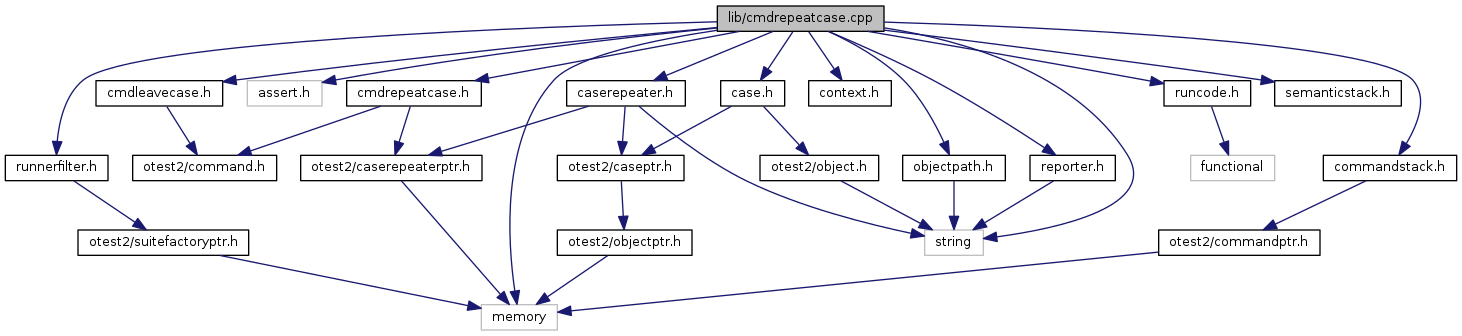 lib/cmdrepeatcase.cpp
cmdleavecase.h
assert.h
cmdrepeatcase.h
caserepeater.h
case.h
context.h
runcode.h
semanticstack.h
runnerfilter.h
otest2/command.h
otest2/caserepeaterptr.h
otest2/caseptr.h
otest2/object.h
objectpath.h
reporter.h
functional
commandstack.h
otest2/suitefactoryptr.h
otest2/objectptr.h
string
otest2/commandptr.h
memory